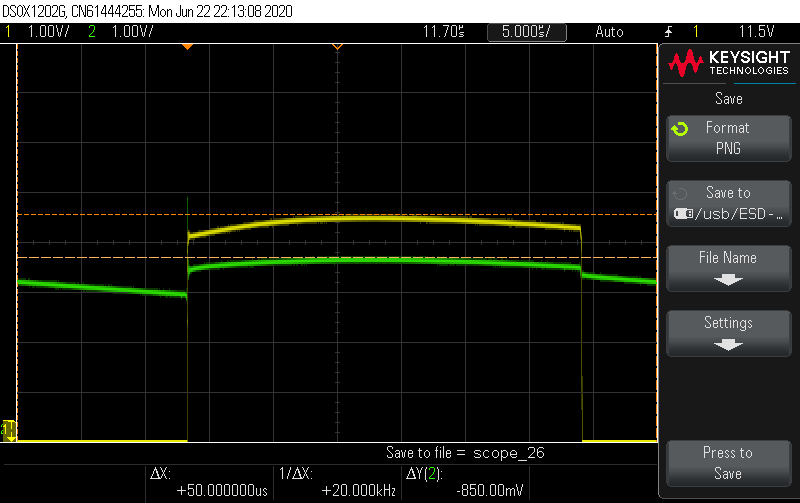 DSOX1202G, CN61444255: Mon Jun 22 22:13:08 2020
1 1.00V/ 2 1.00V/ 11.70s 5.000s/ Auto 1 11.5V
KEYSIGHT
TECHNOLOGIES
Save
Format
PNG
Save to
/usb/ESD-...
File Name
Settings
Save to file = scope_26
Press to
Save
ΔX:
+50.000000us
1/ΔX:
+20.000kHz
ΔY(2):
-850.00mV